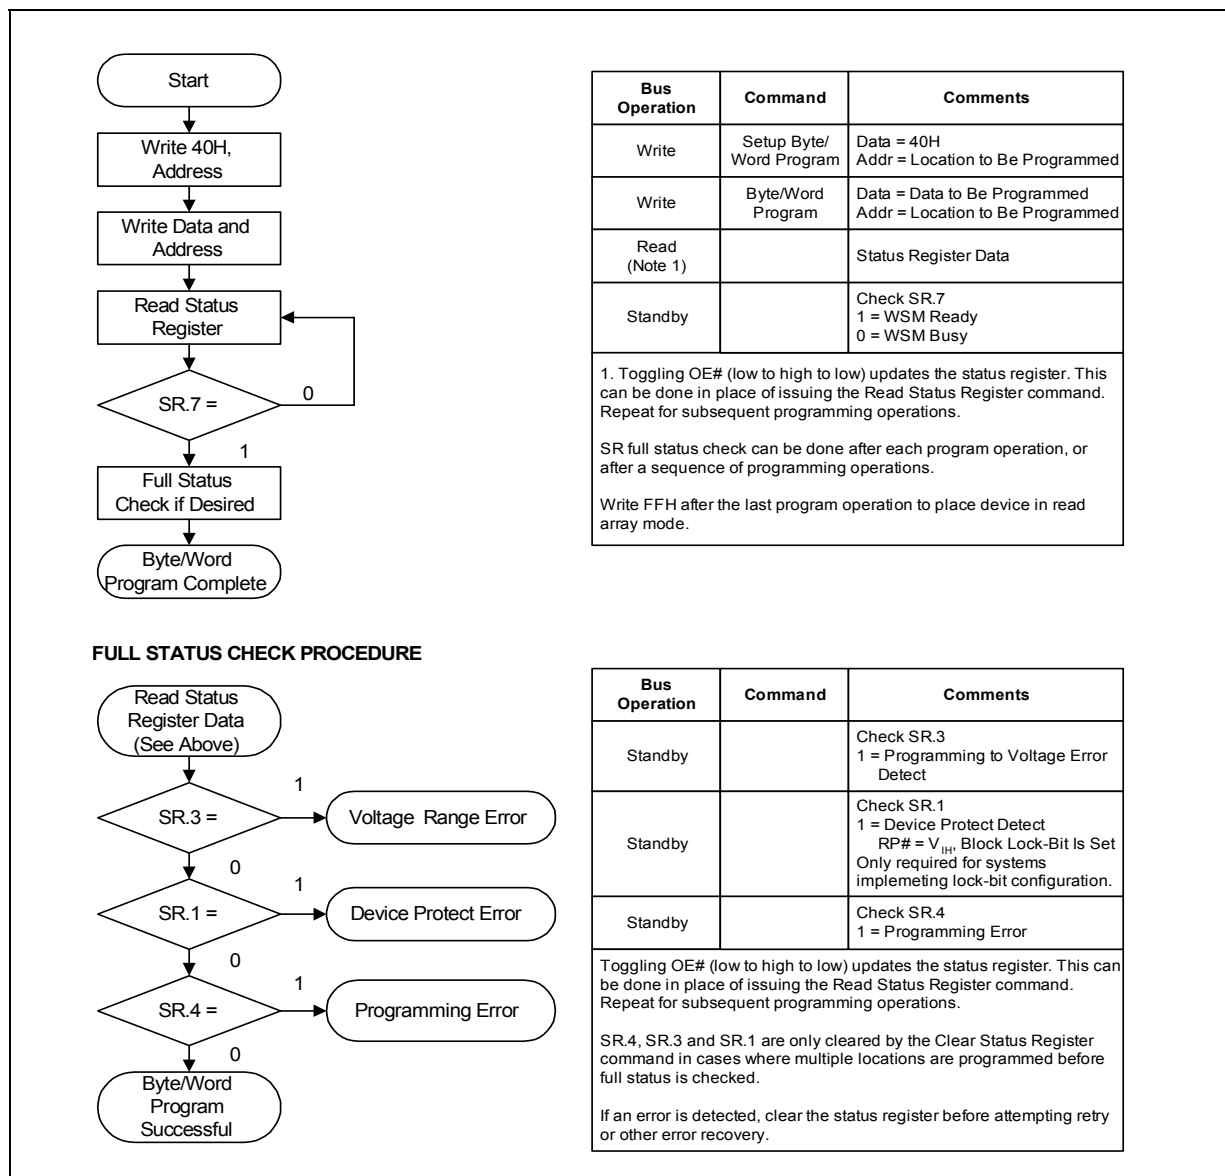 Start
Write 40H,
Address
Write Data and
Address
Read Status
Register
SR.7 =
0
1
Full Status
Check if Desired
Byte/Word
Program Complete
Bus
Operation
Command
Comments
Write
Setup Byte/
Word Program
Data = 40H
Addr = Location to Be Programmed
Write
Byte/Word
Program
Data = Data to Be Programmed
Addr = Location to Be Programmed
Read
(Note 1)
Status Register Data
Standby
Check SR.7
1 = WSM Ready
0 = WSM Busy
1. Toggling OE# (low to high to low) updates the status register. This
can be done in place of issuing the Read Status Register command.
Repeat for subsequent programming operations.
SR full status check can be done after each program operation, or
after a sequence of programming operations.
Write FFH after the last program operation to place device in read
array mode.
FULL STATUS CHECK PROCEDURE
Read Status
Register Data
(See Above)
SR.3 =
1
Voltage Range Error
0
SR.1 =
1
Device Protect Error
0
SR.4 =
1
Programming Error
0
Byte/Word
Program
Successful
Bus
Operation
Command
Comments
Standby
Check SR.3
1 = Programming to Voltage Error
Detect
Standby
Check SR.1
1 = Device Protect Detect
RP# = VIH, Block Lock-Bit Is Set
Only required for systems
implemeting lock-bit configuration.
Standby
Check SR.4
1 = Programming Error
Toggling OE# (low to high to low) updates the status register. This can
be done in place of issuing the Read Status Register command.
Repeat for subsequent programming operations.
SR.4, SR.3 and SR.1 are only cleared by the Clear Status Register
command in cases where multiple locations are programmed before
full status is checked.
If an error is detected, clear the status register before attempting retry
or other error recovery.